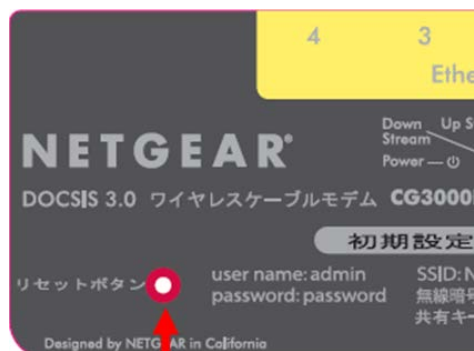 4 3
Ethe
Down Up S
Stream
Power
NETGEAR®
DOCSIS 3.0 ワイヤレスケーブルモデム CG3000
初期設定
リセットボタン
user name: admin
password: password
SSID: N
無線暗号
共有キー
Designed by NETG AR in California